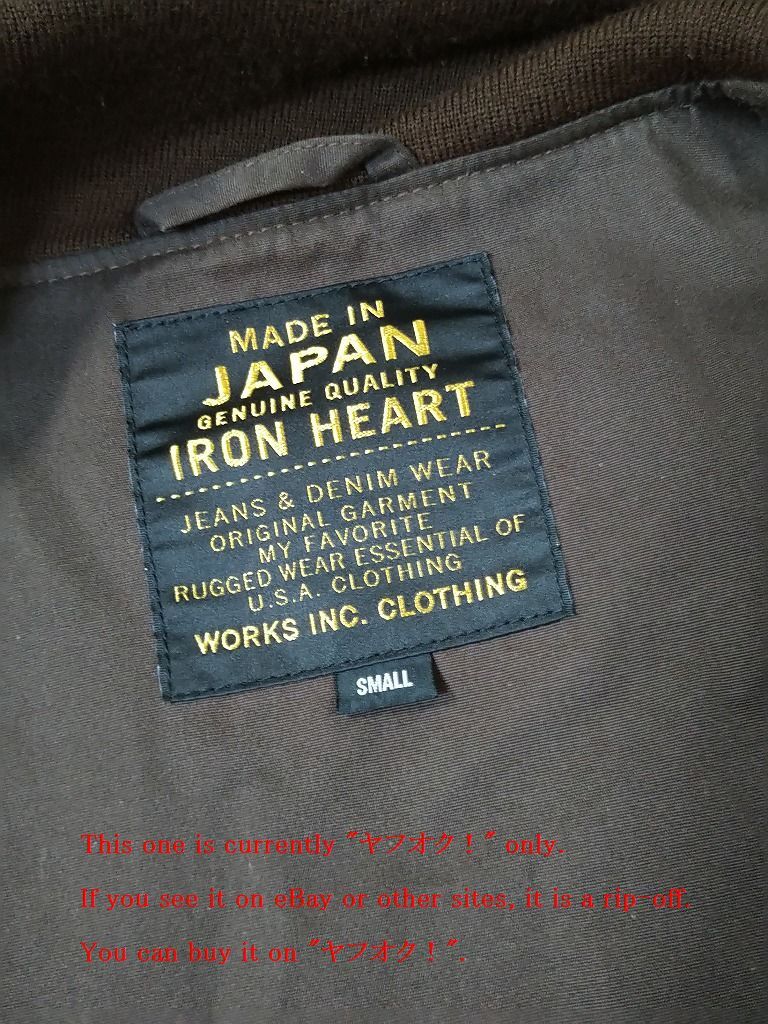 MADE IN
JAPAN
GENUINE QUALITY
IRON HEART
JEANS & DENIM WEAR
ORIGINAL GARMENT
MY FAVORITE
RUGGED WEAR ESSENTIAL OF
U.S.A. CLOTHING
WORKS INC. CLOTHING
SMALL
This one is currently "ヤフオク！" only.
If you see it on eBay or other sites, it is a rip-off.
You can buy it on "ヤフオク！".